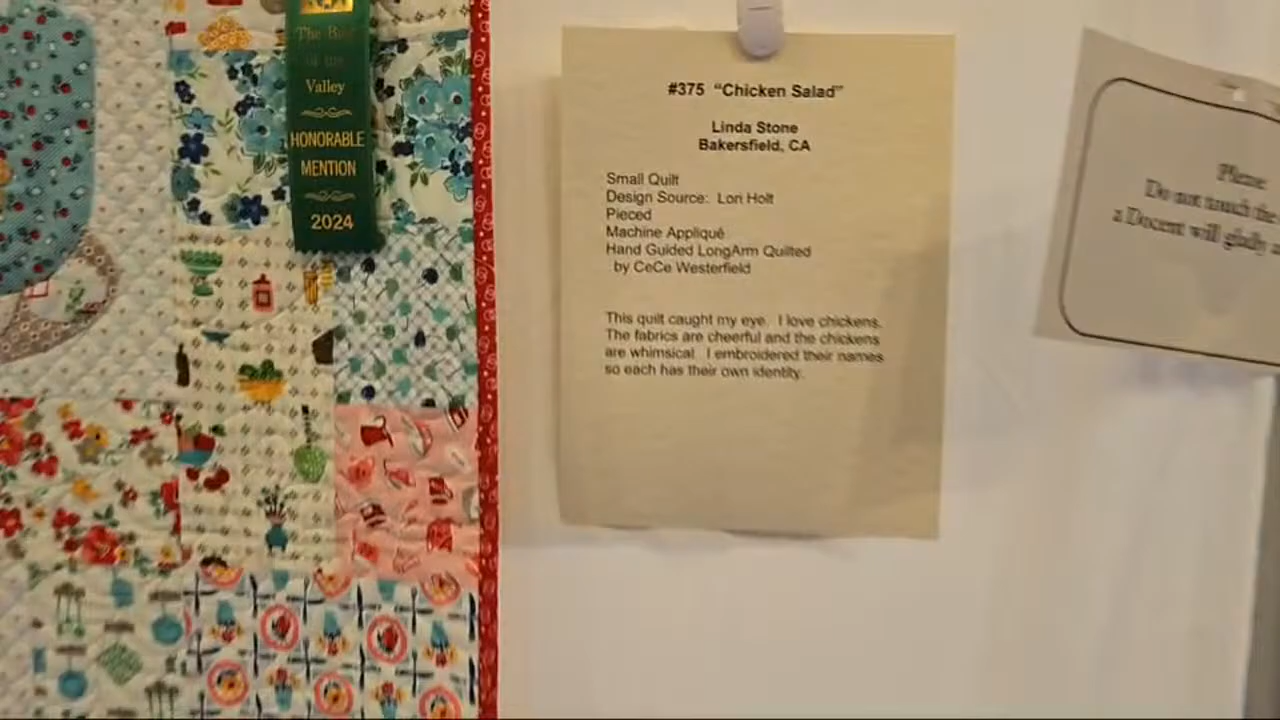 The Best
of the
Valley
HONORABLE
MENTION
2024
#375 "Chicken Salad"
Linda Stone
Bakersfield, CA
Small Quilt
Design Source: Lori Holt
Pieced
Machine Appliqué
Hand Guided LongArm Quilted
by CeCe Westerfield
This quilt caught my eye. I love chickens.
The fabrics are cheerful and the chickens
are whimsical. I embroidered their names
so each has their own identity.
Please
Do not touch the
a Docent will gladly